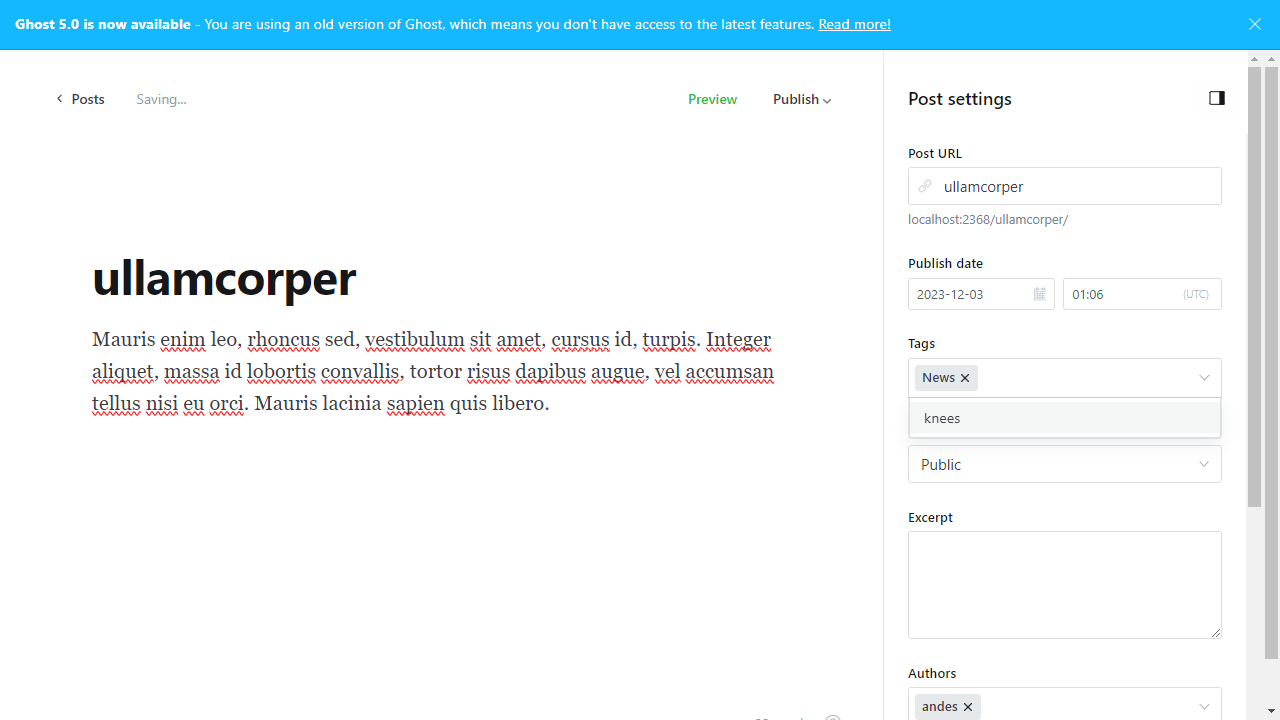 Ghost 5.0 is now available - You are using an old version of Ghost, which means you don't have access to the latest features. Read more!
Posts
Saving...
Preview
Publish
ullamcorper
Mauris enim leo, rhoncus sed, vestibulum sit amet, cursus id, turpis. Integer
aliquet, massa id lobortis convallis, tortor risus dapibus augue, vel accumsan
tellus nisi eu orci. Mauris lacinia sapien quis libero.
Post settings
Post URL
ullamcorper
localhost:2368/ullamcorper/
Publish date
2023-12-03
01:06
(UTC)
Tags
News
knees
Public
Excerpt
Authors
andes